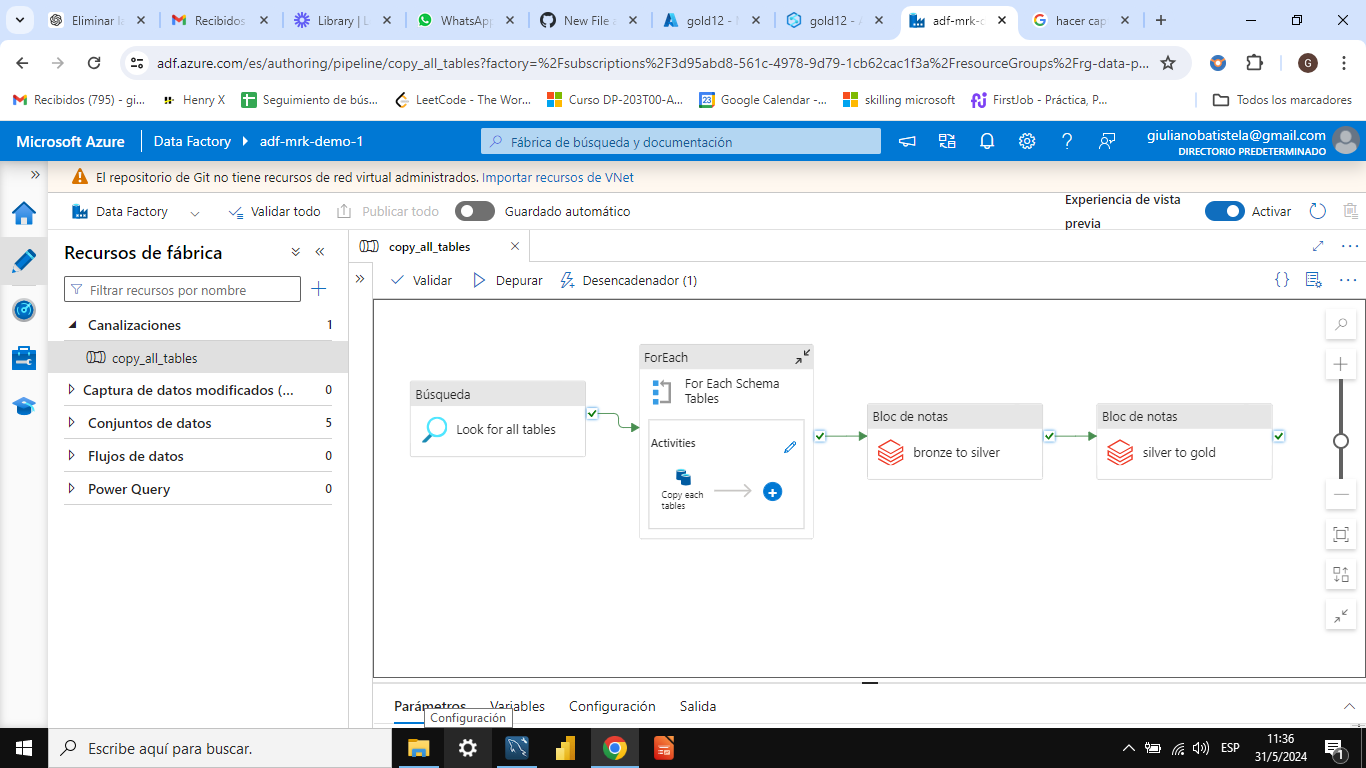 Eliminar l
Recibidos
Library | L
WhatsApp
New File
gold12 -
gold12 - A
adf-mrk-d
hacer cap
adf.azure.com/es/authoring/pipeline/copy_all_tables?factory=%2Fsubscriptions%2F3d95abd8-561c-4978-9d79-1cb62cac1f3a%2FresourceGroups%2Frg-data-p...
G
Recibidos (795) - gi...
Henry X
Seguimiento de bús...
LeetCode - The Wor...
Curso DP-203T00-A...
Google Calendar -...
skilling microsoft
FirstJob - Práctica, P...
Todos los marcadores
Microsoft Azure
Data Factory
adf-mrk-demo-1
Fábrica de búsqueda y documentación
giulianobatistela@gmail.com
DIRECTORIO PREDETERMINADO
El repositorio de Git no tiene recursos de red virtual administrados. Importar recursos de VNet
Data Factory
Validar todo
Publicar todo
Guardado automático
Experiencia de vista
previa
Activar
Recursos de fábrica
Filtrar recursos por nombre
Canalizaciones 1
copy_all_tables
Captura de datos modificados (... 0
Conjuntos de datos 5
Flujos de datos 0
Power Query 0
copy_all_tables
Validar
Depurar
Desencadenador (1)
Búsqueda
Look for all tables
ForEach
For Each Schema
Tables
Activities
Copy each
tables
Bloc de notas
bronze to silver
Bloc de notas
silver to gold
Parámetros
Variables
Configuración
Salida
Configuración
Escribe aquí para buscar.
ESP
11:36
31/5/2024
1